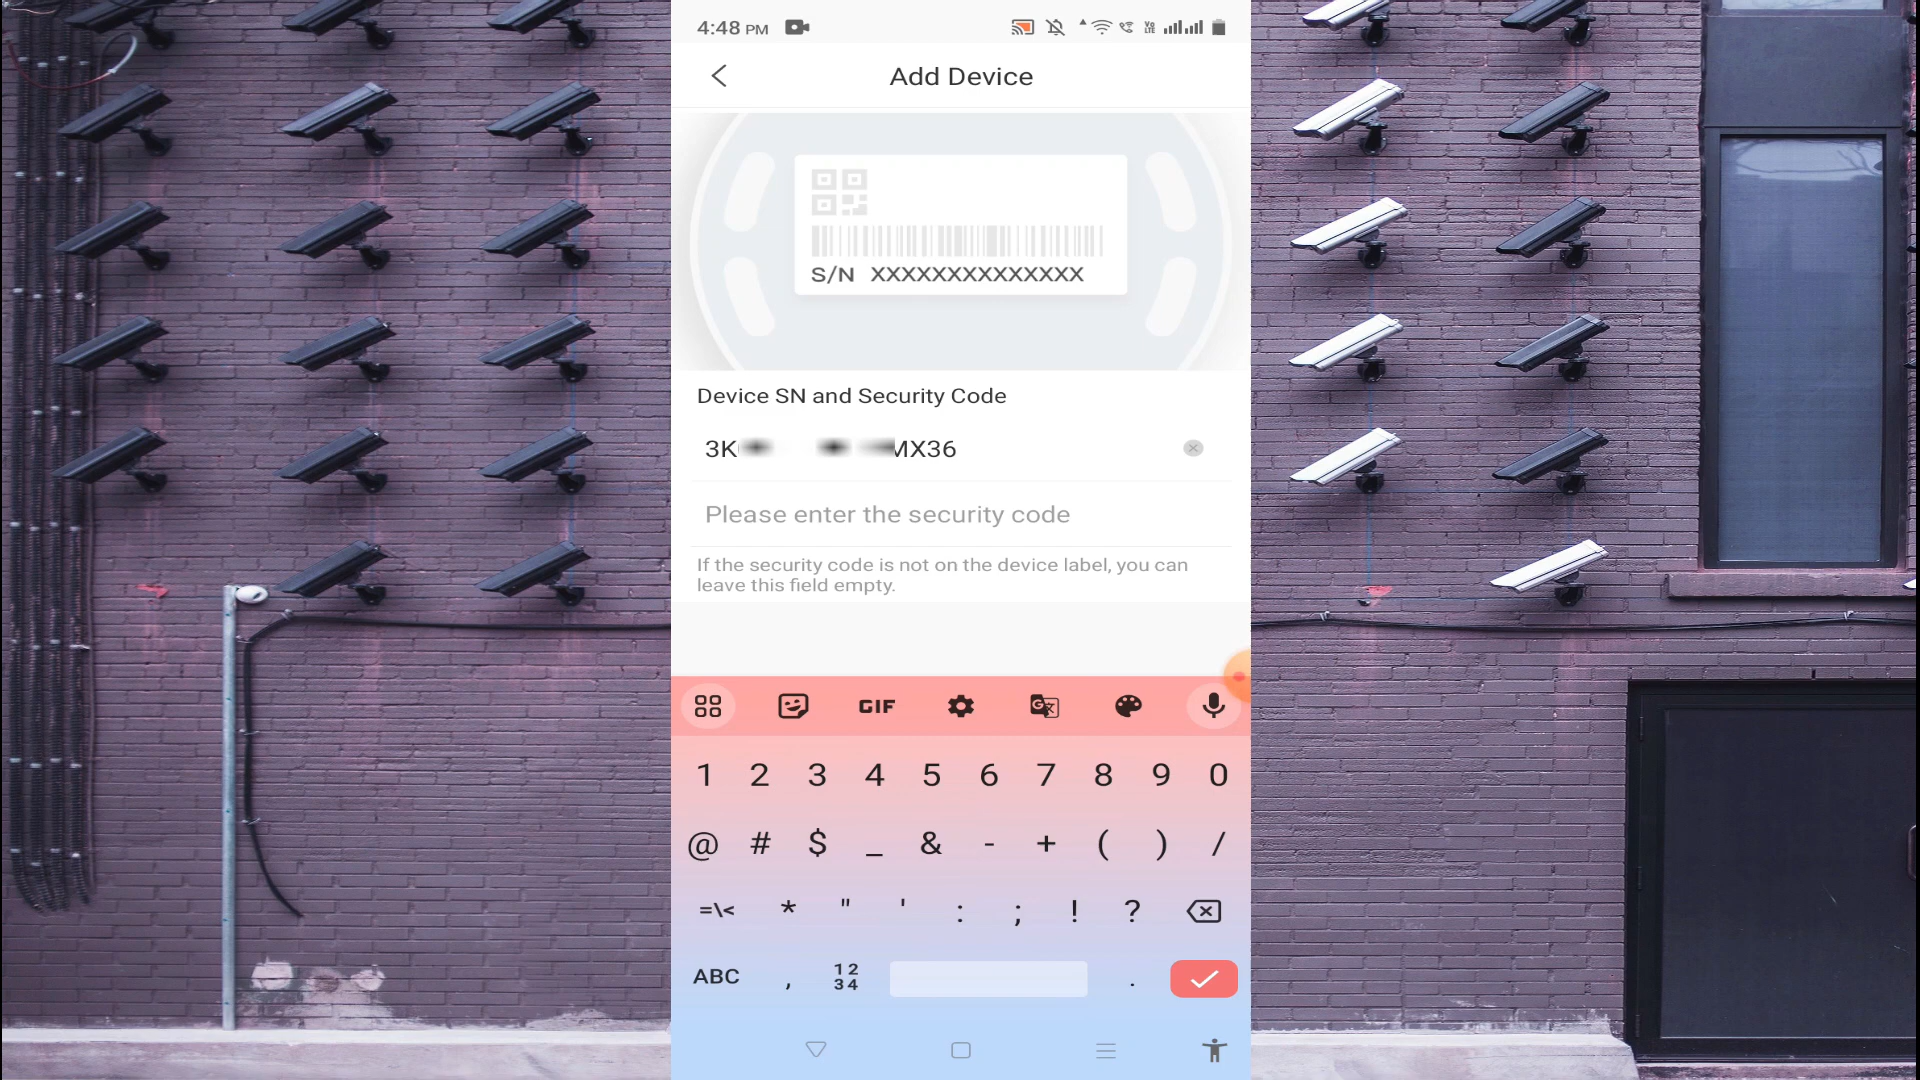 4:48 PM
Add Device
S/N XXXXXXXXXXXXXX
Device SN and Security Code
3K MX36
Please enter the security code
If the security code is not on the device label, you can
leave this field empty.
GIF
1 2 3 4 5 6 7 8 9 0
@ # $ _ & - + ( ) /
=\< * " ' : ; ! ?
ABC , 12 34 .